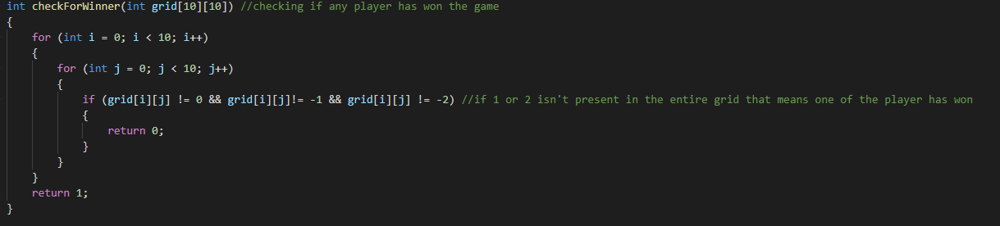 int checkForWinner(int grid[10][10]) //checking if any player has won the game
{
for (int i = 0; i < 10; i++)
{
for (int j = 0; j < 10; j++)
{
if (grid[i][j] != 0 && grid[i][j]!= -1 && grid[i][j] != -2) //if 1 or 2 isn't present in the entire grid that means one of the player has won
{
return 0;
}
}
}
return 1;
}